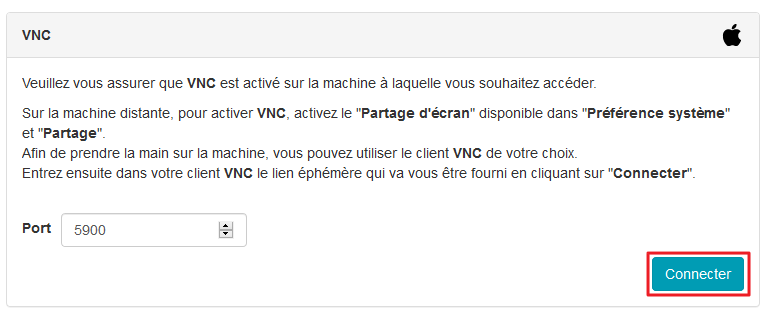 VNC
Veuillez vous assurer que VNC est activé sur la machine à laquelle vous souhaitez accéder.
Sur la machine distante, pour activer VNC, activez le "Partage d'écran" disponible dans "Préférence système"
et "Partage".
Afin de prendre la main sur la machine, vous pouvez utiliser le client VNC de votre choix.
Entrez ensuite dans votre client VNC le lien éphémère qui va vous être fourni en cliquant sur "Connecter".
Port 5900
Connecter